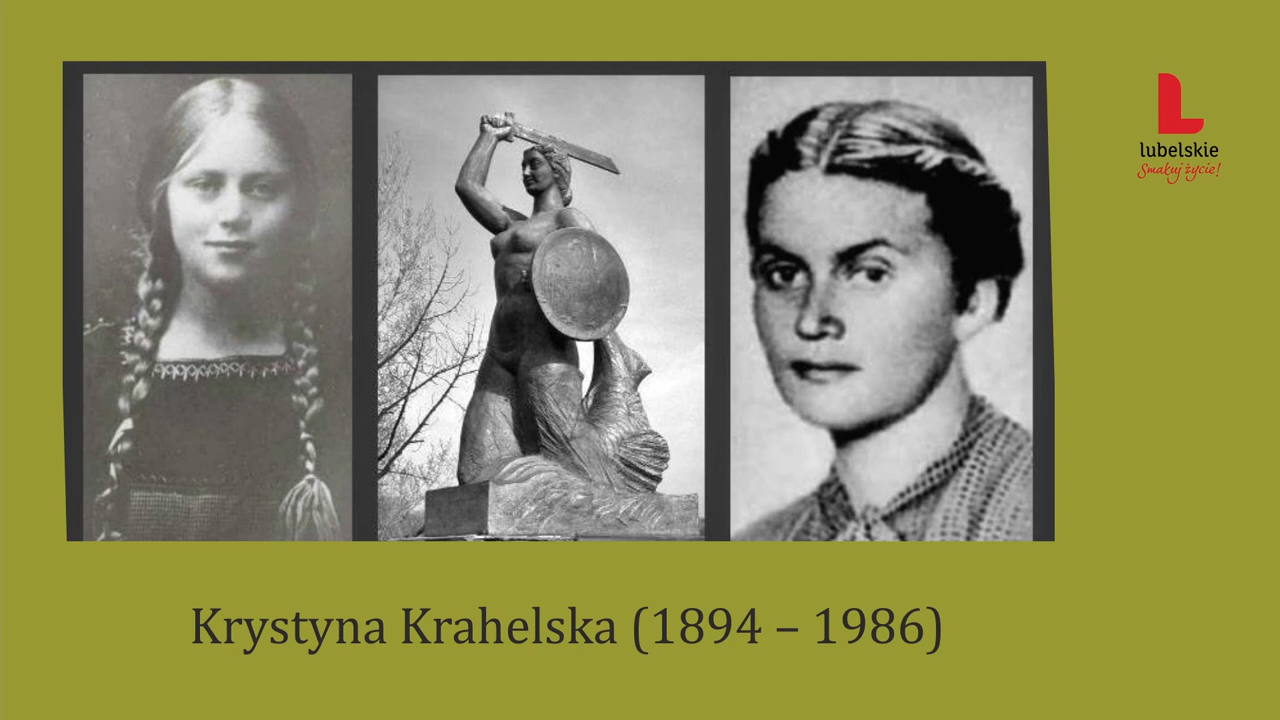 lubelskie
Smakuj życie!
Krystyna Krahelska (1894 – 1986)